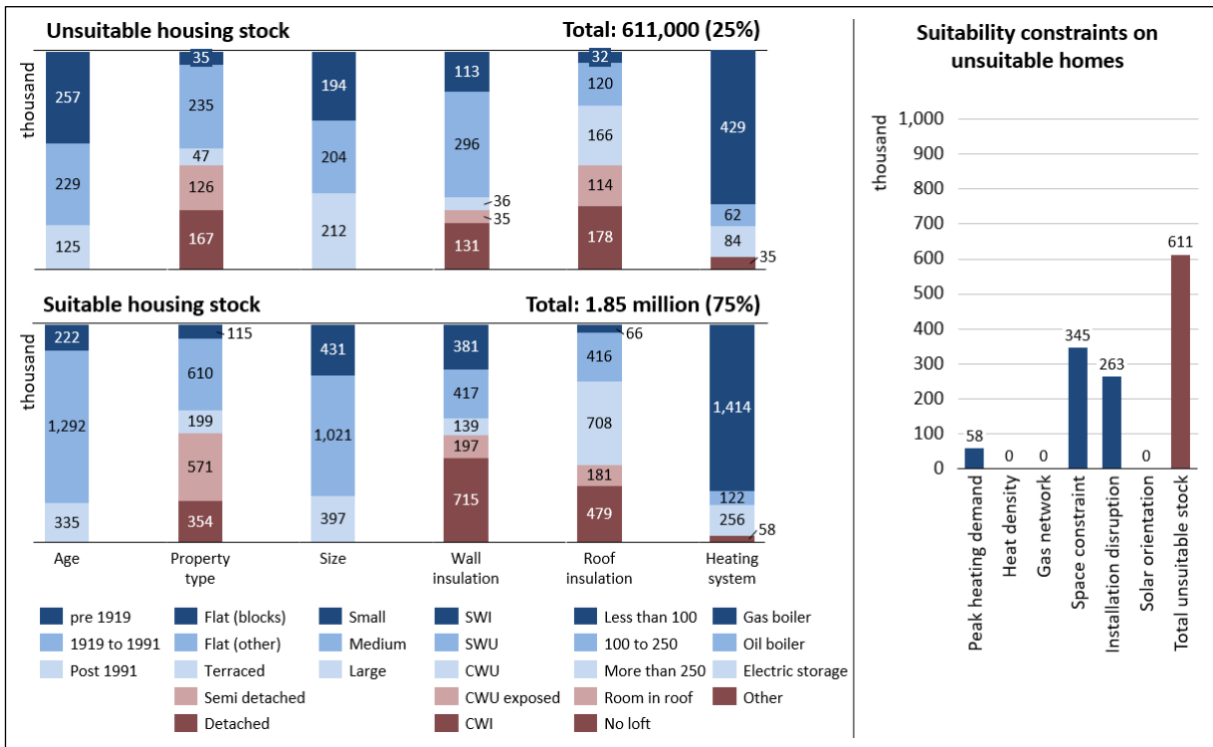 Unsuitable housing stock Total: 611,000 (25%)
thousand
257
229
125
35
235
47
126
167
194
204
212
113
296
36
35
131
32
120
166
114
178
429
62
84
35
Suitable housing stock Total: 1.85 million (75%)
thousand
222
1,292
335
115
610
199
571
354
431
1,021
397
381
417
139
197
715
66
416
708
181
479
1,414
122
256
58
Age
Property
type
Size
Wall
insulation
Roof
insulation
Heating
system
pre 1919
1919 to 1991
Post 1991
Flat (blocks)
Flat (other)
Terraced
Semi detached
Detached
Small
Medium
Large
SWI
SWU
CWU
CWU exposed
CWI
Less than 100
100 to 250
More than 250
Room in roof
No loft
Gas boiler
Oil boiler
Electric storage
Other
Suitability constraints on
unsuitable homes
thousand
1,000
900
800
700
600
500
400
300
200
100
0
58
0
0
345
263
0
611
Peak heating demand
Heat density
Gas network
Space constraint
Installation disruption
Solar orientation
Total unsuitable stock